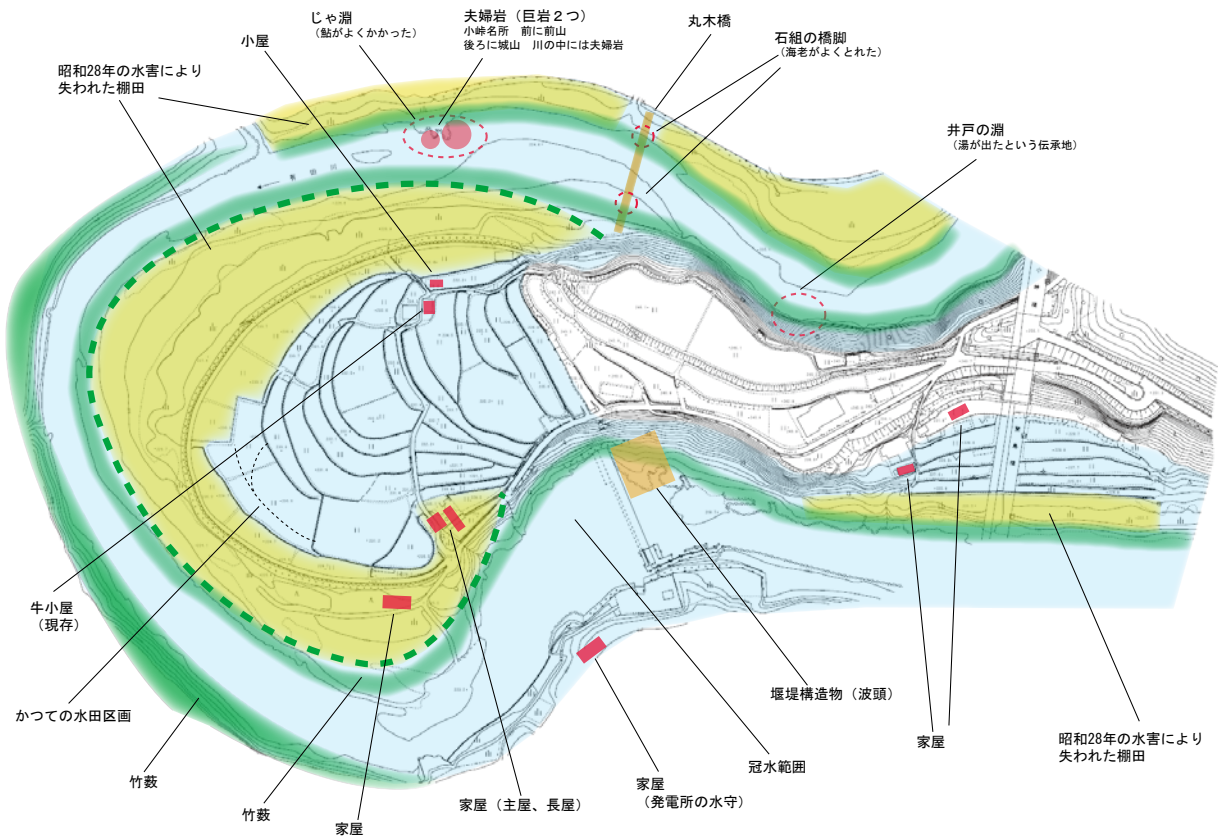 じゃ淵
（鮎がよくかかった）
夫婦岩（巨岩２つ）
小峠名所　前に前山
後ろに城山　川の中には夫婦岩
丸木橋
石組の橋脚
（海老がよくとれた）
小屋
昭和28年の水害により
失われた棚田
井戸の淵
（湯が出たという伝承地）
有田川
牛小屋
（現存）
かつての水田区画
竹薮
竹薮
家屋
家屋（主屋、長屋）
家屋
（発電所の水守）
冠水範囲
堰堤構造物（波頭）
家屋
昭和28年の水害により
失われた棚田